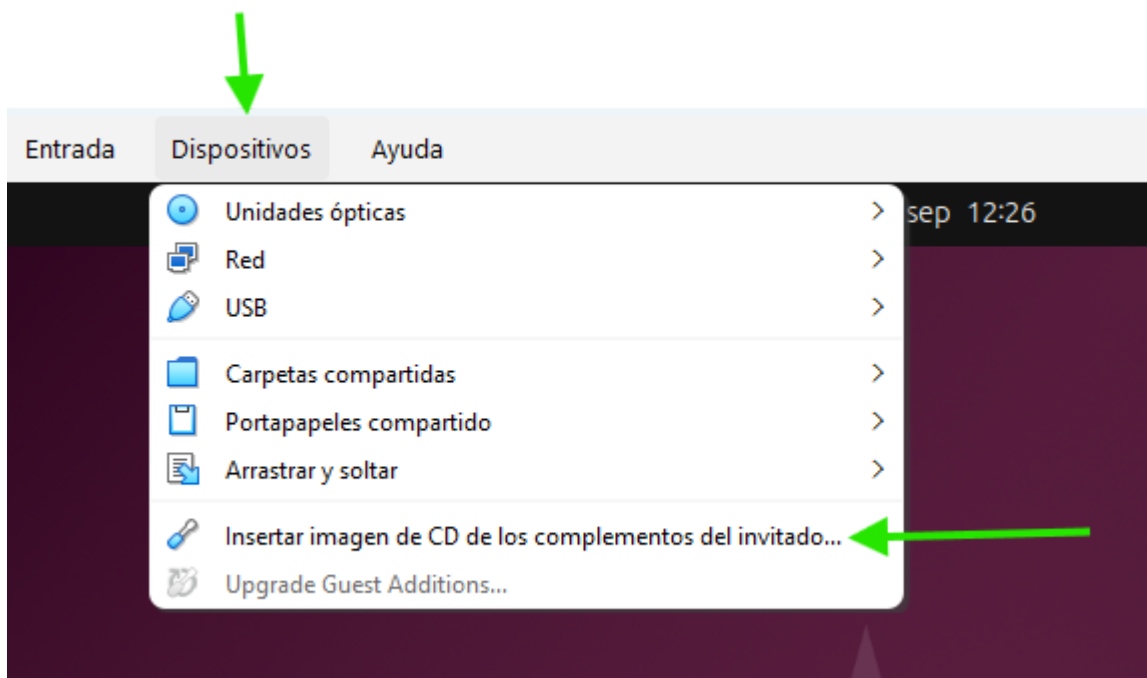 Entrada Dispositivos Ayuda
Unidades ópticas
sep 12:26
Red
USB
Carpetas compartidas
Portapapeles compartido
Arrastrar y soltar
Insertar imagen de CD de los complementos del invitado...
Upgrade Guest Additions...